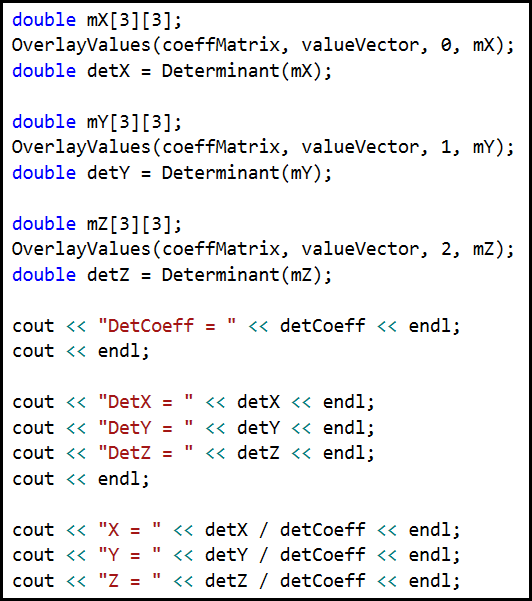 double mX[3][3];
OverlayValues(coeffMatrix, valueVector, 0, mX);
double detX = Determinant(mX);
double mY[3][3];
OverlayValues(coeffMatrix, valueVector, 1, mY);
double detY = Determinant(mY);
double mZ[3][3];
OverlayValues(coeffMatrix, valueVector, 2, mZ);
double detZ = Determinant(mZ);
cout << "DetCoeff = " << detCoeff << endl;
cout << endl;
cout << "DetX = " << detX << endl;
cout << "DetY = " << detY << endl;
cout << "DetZ = " << detZ << endl;
cout << endl;
cout << "X = " << detX / detCoeff << endl;
cout << "Y = " << detY / detCoeff << endl;
cout << "Z = " << detZ / detCoeff << endl;